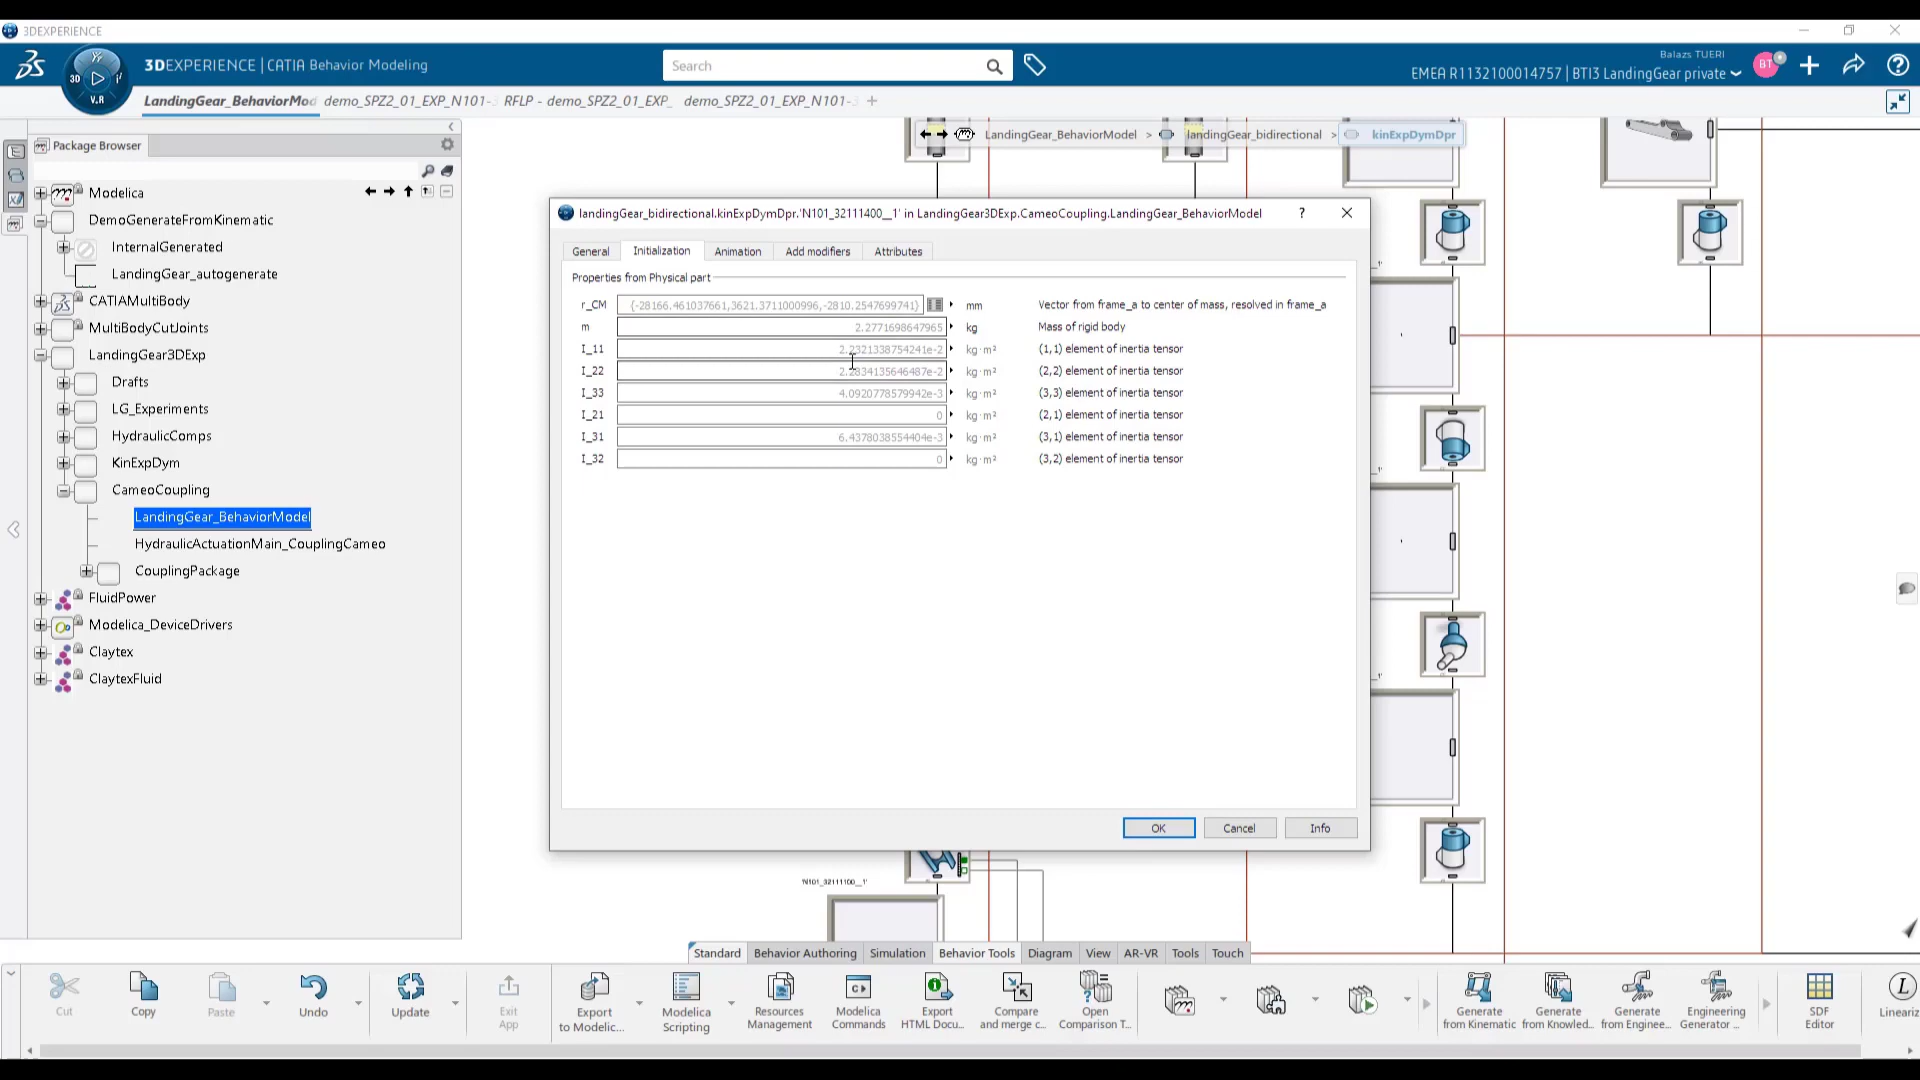 3DEXPERIENCE
3DEXPERIENCE | CATIA Behavior Modeling
Search
Balazs TUERI
EMEA R1132100014757 | BTI3 LandingGear private
BT
3D
V.R
LandingGear_BehaviorMod
demo_SPZ2_01_EXP_N101-
RFLP - demo_SPZ2_01_EXP_
demo_SPZ2_01_EXP_N101-
Package Browser
LandingGear_BehaviorModel > landingGear_bidirectional > kinExpDymDpr
Modelica
DemoGenerateFromKinematic
InternalGenerated
LandingGear_autogenerate
CATIAMultiBody
MultiBodyCutJoints
LandingGear3DExp
Drafts
LG_Experiments
HydraulicComps
KinExpDym
CameoCoupling
LandingGear_BehaviorModel
HydraulicActuationMain_CouplingCameo
CouplingPackage
FluidPower
Modelica_DeviceDrivers
Claytex
ClaytexFluid
landingGear_bidirectional.kinExpDymDpr.'N101_32111400__1' in LandingGear3DExp.CameoCoupling.LandingGear_BehaviorModel
General
Initialization
Animation
Add modifiers
Attributes
Properties from Physical part
r_CM {-28166.461037661,3621.3711000996,-2810.2547699741} mm Vector from frame_a to center of mass, resolved in frame_a
m 2.2771698647965 kg Mass of rigid body
I_11 2.2321338754241e-2 kg·m² (1,1) element of inertia tensor
I_22 2.2834135646487e-2 kg·m² (2,2) element of inertia tensor
I_33 4.0920778579942e-3 kg·m² (3,3) element of inertia tensor
I_21 0 kg·m² (2,1) element of inertia tensor
I_31 6.4378038554404e-3 kg·m² (3,1) element of inertia tensor
I_32 0 kg·m² (3,2) element of inertia tensor
OK
Cancel
Info
'N101_32111100__1'
Standard
Behavior Authoring
Simulation
Behavior Tools
Diagram
View
AR-VR
Tools
Touch
Cut
Copy
Paste
Undo
Update
Exit
App
Export
to Modelic...
Modelica
Scripting
Resources
Management
Modelica
Commands
Export
HTML Docu...
Compare
and merge c...
Open
Comparison T...
Generate
from Kinematic
Generate
from Knowled...
Generate
from Enginee...
Engineering
Generator ...
SDF
Editor
Lineariz